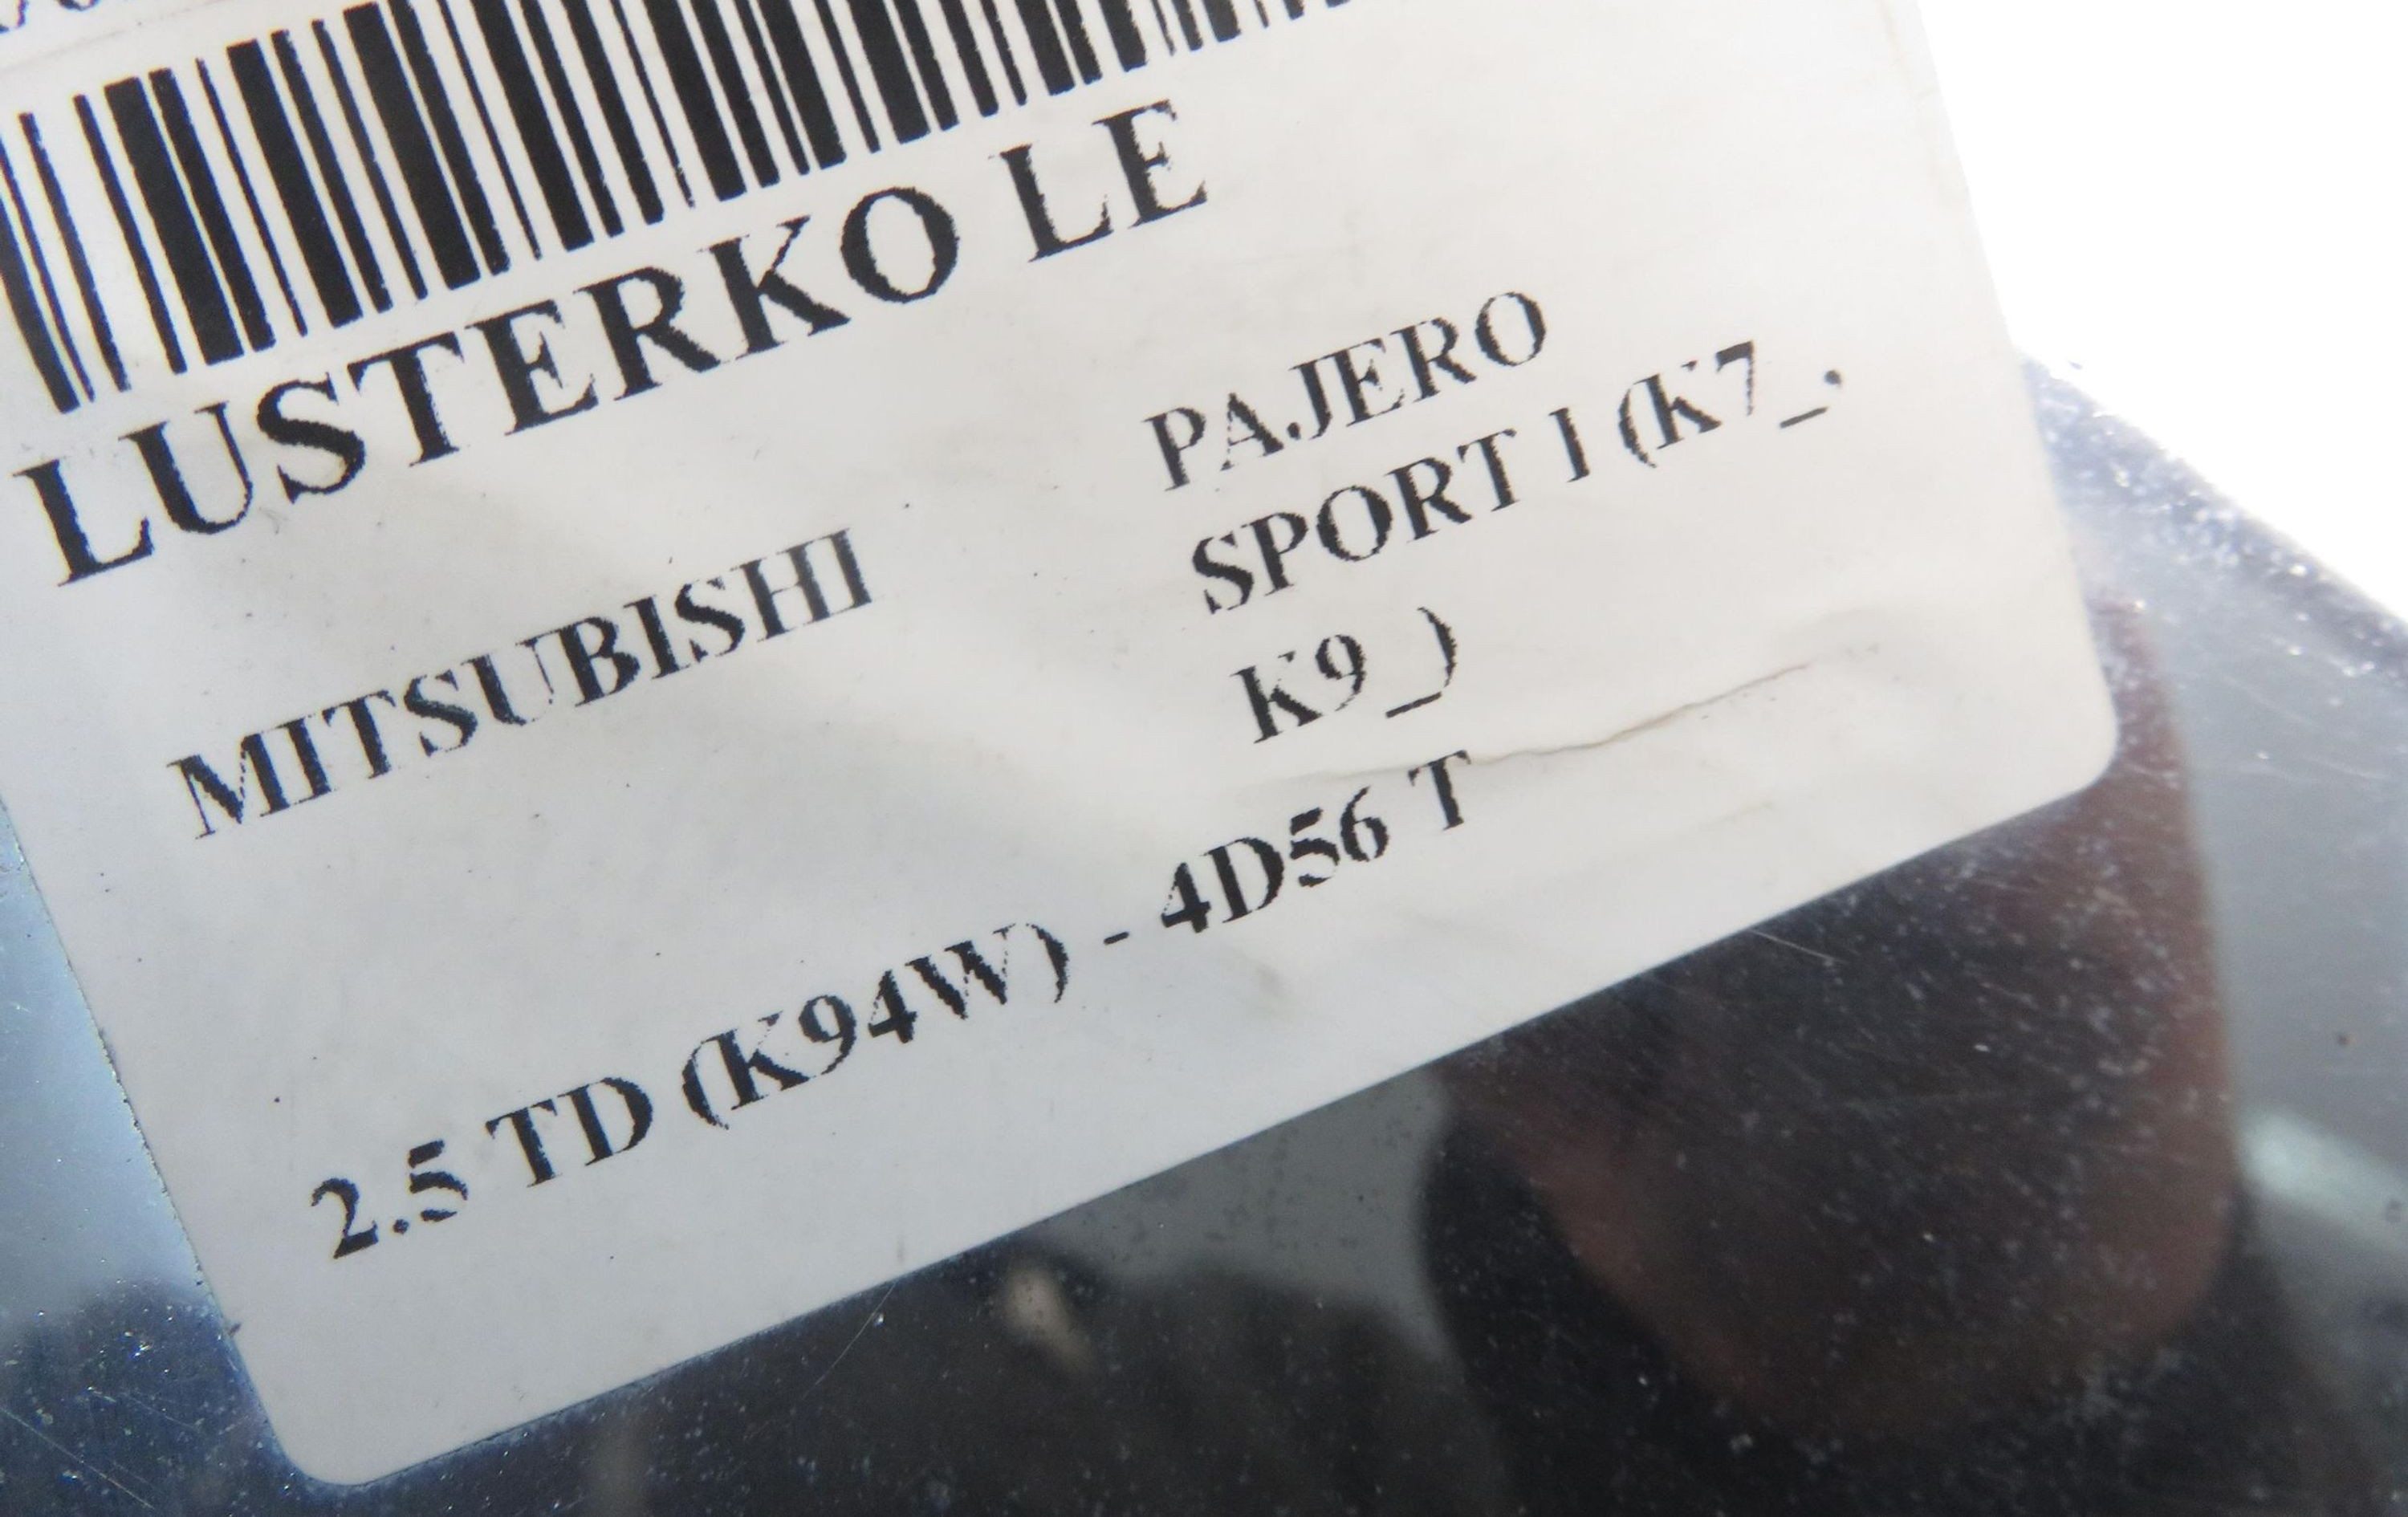 LUSTERKO LE
MITSUBISHI
PAJERO
SPORT I (K7_,
K9_)
2.5 TD (K94W) - 4D56 T